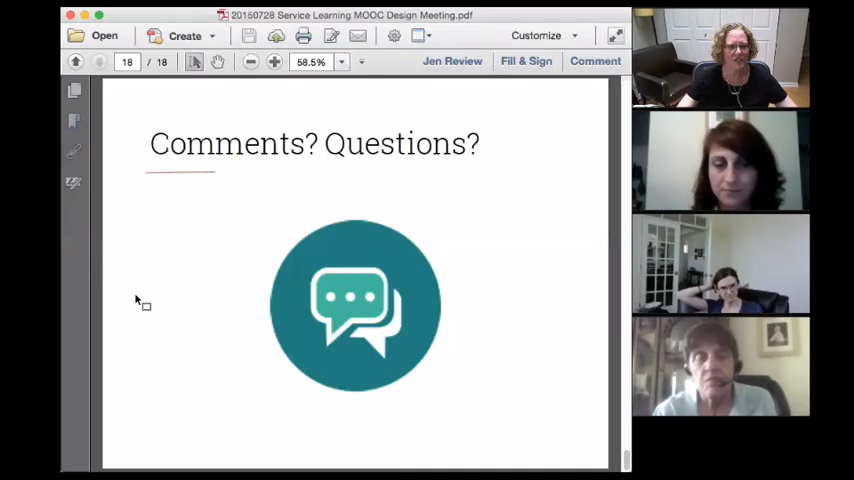 20150728 Service Learning MOOC Design Meeting.pdf
Open Create Customize
18 / 18 58.5% Jen Review Fill & Sign Comment
Comments? Questions?